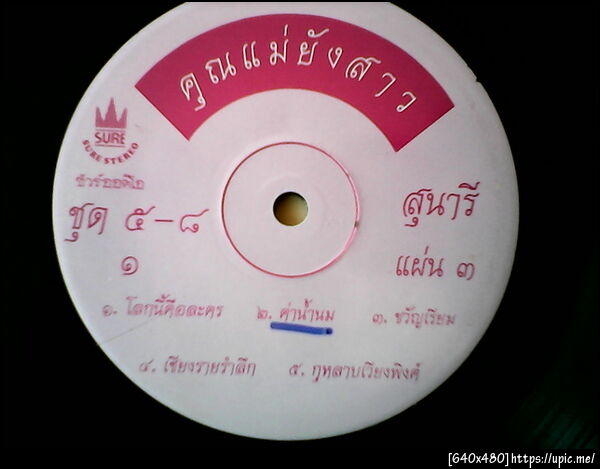 คุณแม่ยังสาว
SURE
SURE STEREO
ชัวร์ออดิโอ
ชุด ๕-๘
สุนารี
๑
แผ่น ๓
๑. โลกนี้คือละคร ๒. ค่าน้ำนม ๓. ขวัญเรียม
๔. เชียงรายรำลึก ๕. กุหลาบเวียงพิงค์
[640x480]https://upic.me/